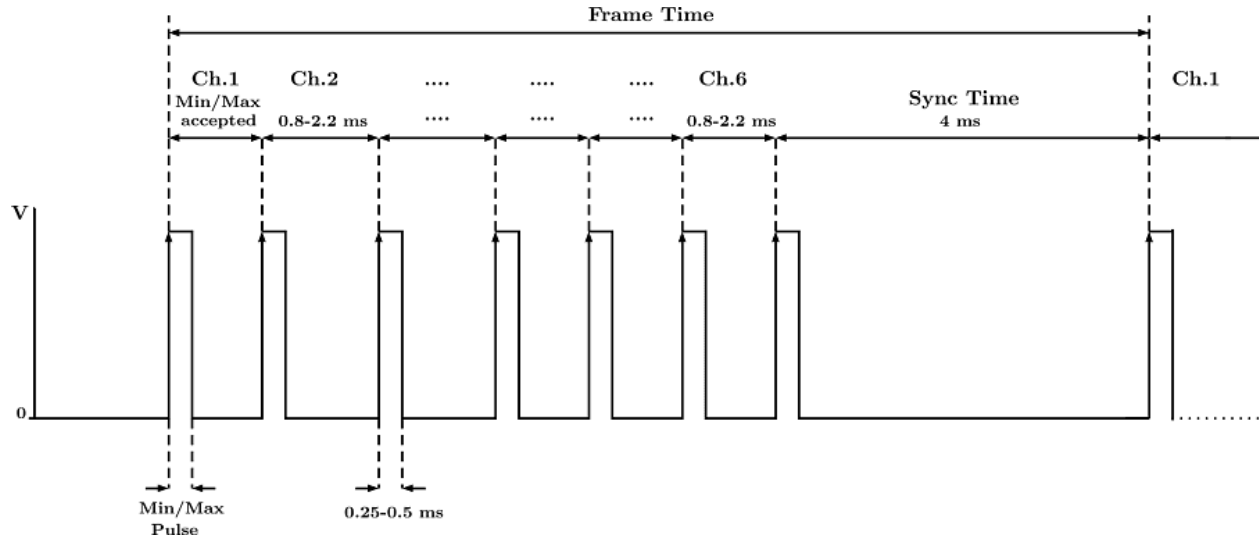 Frame Time
Ch.1 Ch.2 .... .... .... Ch.6 Ch.1
Min/Max
accepted 0.8-2.2 ms .... .... .... 0.8-2.2 ms Sync Time
4 ms
V
0
Min/Max
Pulse
0.25-0.5 ms